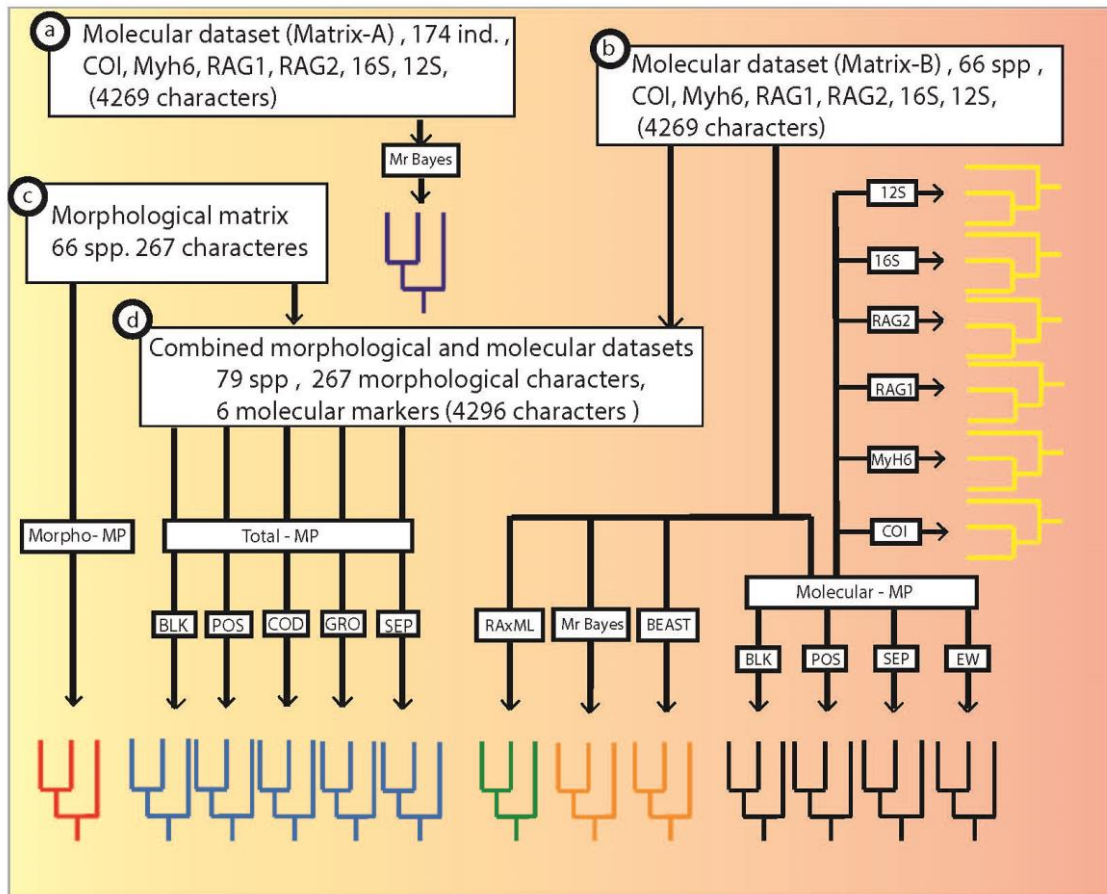 a
Molecular dataset (Matrix-A) , 174 ind. ,
COI, Myh6, RAG1, RAG2, 16S, 12S,
(4269 characters)
Mr Bayes
b
Molecular dataset (Matrix-B) , 66 spp ,
COI, Myh6, RAG1, RAG2, 16S, 12S,
(4269 characters)
c
Morphological matrix
66 spp. 267 characteres
d
Combined morphological and molecular datasets
79 spp , 267 morphological characters,
6 molecular markers (4296 characters )
12S
16S
RAG2
RAG1
MyH6
COI
Morpho- MP
Total - MP
BLK
POS
COD
GRO
SEP
RAxML
Mr Bayes
BEAST
Molecular - MP
BLK
POS
SEP
EW